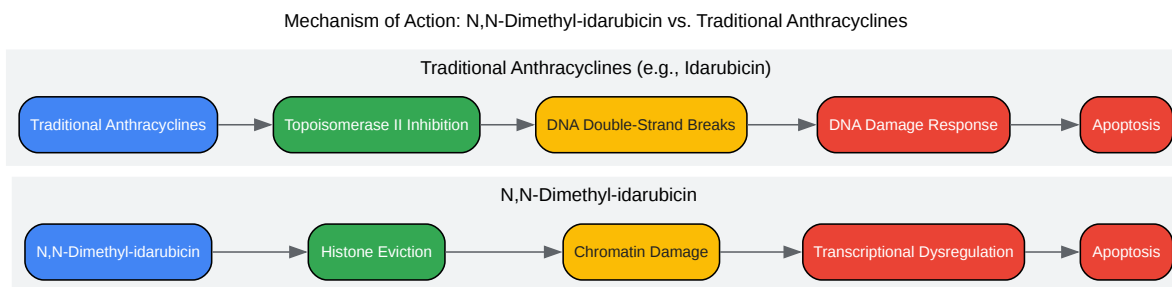 Mechanism of Action: N,N-Dimethyl-idarubicin vs. Traditional Anthracyclines
Traditional Anthracyclines (e.g., Idarubicin)
Traditional Anthracyclines
Topoisomerase II Inhibition
DNA Double-Strand Breaks
DNA Damage Response
Apoptosis
N,N-Dimethyl-idarubicin
N,N-Dimethyl-idarubicin
Histone Eviction
Chromatin Damage
Transcriptional Dysregulation
Apoptosis